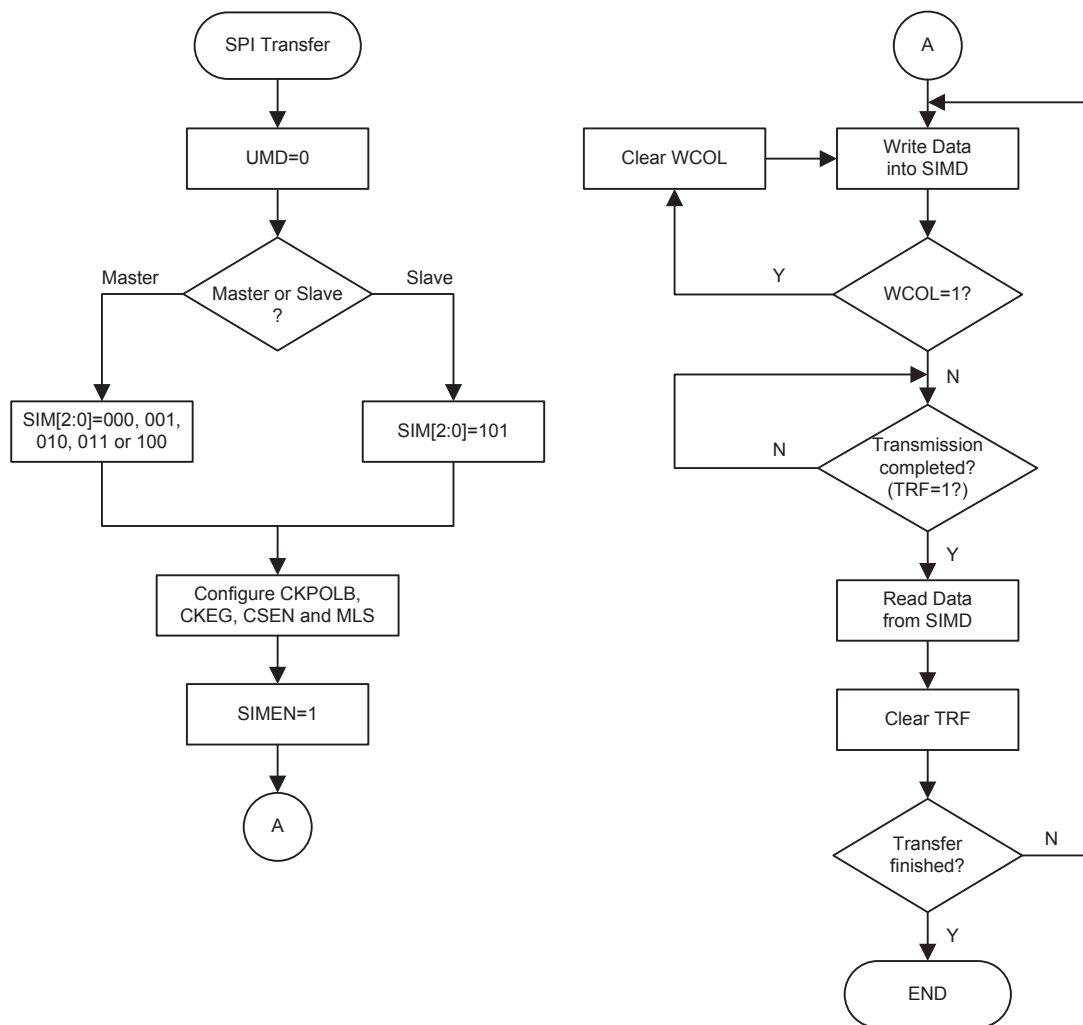 SPI Transfer
UMD=0
Master
Master or Slave
?
Slave
SIM[2:0]=000, 001,
010, 011 or 100
SIM[2:0]=101
Configure CKPOLB,
CKEG, CSEN and MLS
SIMEN=1
A
A
Clear WCOL
Write Data
into SIMD
Y
WCOL=1?
N
N
Transmission
completed?
(TRF=1?)
Y
Read Data
from SIMD
Clear TRF
Transfer
finished?
N
Y
END